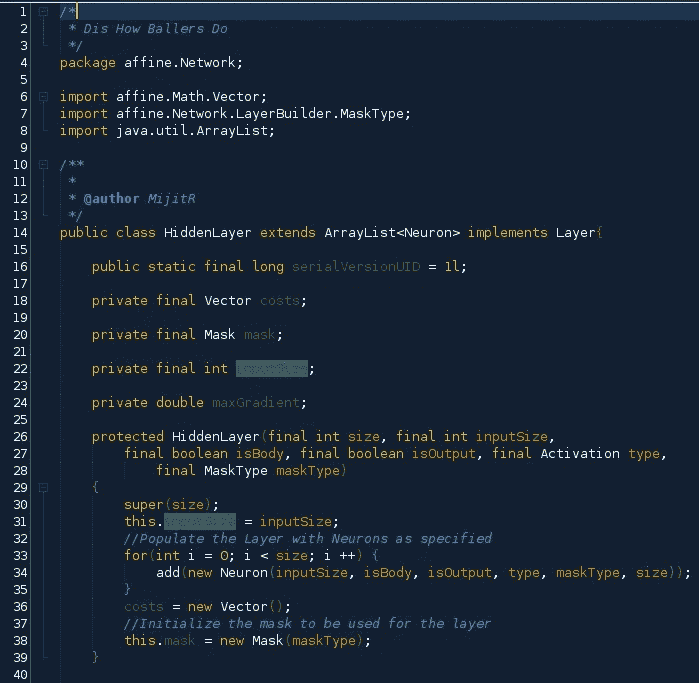 1 /*
2 * Dis How Ballers Do
3 */
4 package affine.Network;
5
6 import affine.Math.Vector;
7 import affine.Network.LayerBuilder.MaskType;
8 import java.util.ArrayList;
9
10 /**
11 *
12 * @author MijitR
13 */
14 public class HiddenLayer extends ArrayList<Neuron> implements Layer{
15
16 public static final long serialVersionUID = 1l;
17
18 private final Vector costs;
19
20 private final Mask mask;
21
22 private final int ;
23
24 private double maxGradient;
25
26 protected HiddenLayer(final int size, final int inputSize,
27 final boolean isBody, final boolean isOutput, final Activation type,
28 final MaskType maskType)
29 {
30 super(size);
31 this. = inputSize;
32 //Populate the Layer with Neurons as specified
33 for(int i = 0; i < size; i ++) {
34 add(new Neuron(inputSize, isBody, isOutput, type, maskType, size));
35 }
36 costs = new Vector();
37 //Initialize the mask to be used for the layer
38 this.mask = new Mask(maskType);
39 }
40